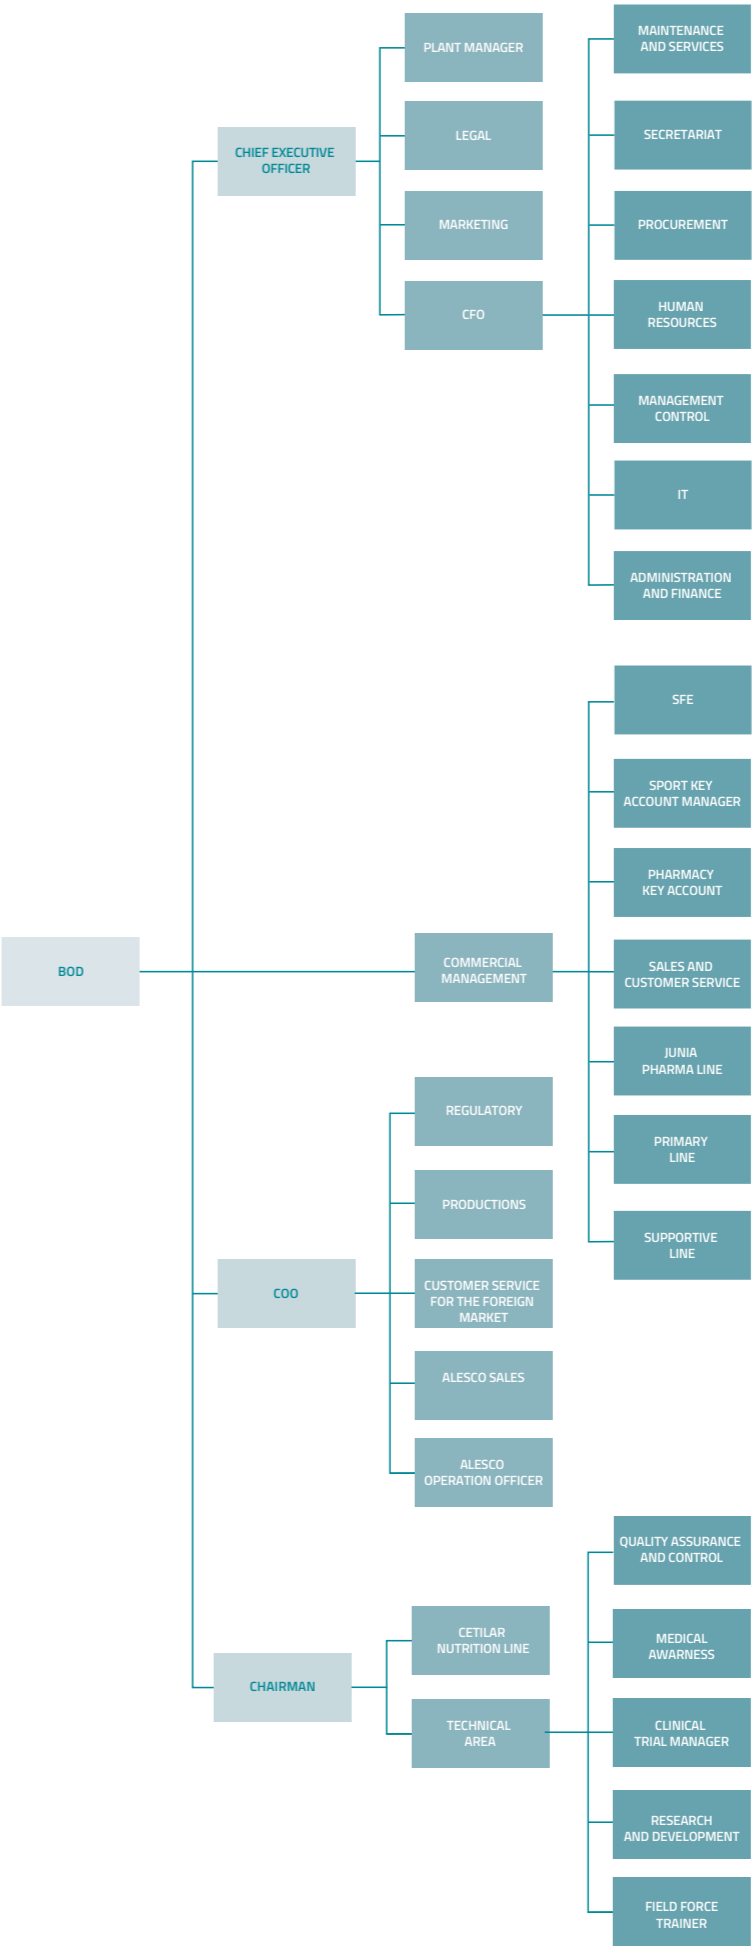 BOD
CHIEF EXECUTIVE
OFFICER
PLANT MANAGER
LEGAL
MARKETING
CFO
MAINTENANCE
AND SERVICES
SECRETARIAT
PROCUREMENT
HUMAN
RESOURCES
MANAGEMENT
CONTROL
IT
ADMINISTRATION
AND FINANCE
COMMERCIAL
MANAGEMENT
SFE
SPORT KEY
ACCOUNT MANAGER
PHARMACY
KEY ACCOUNT
SALES AND
CUSTOMER SERVICE
JUNIA
PHARMA LINE
PRIMARY
LINE
SUPPORTIVE
LINE
COO
REGULATORY
PRODUCTIONS
CUSTOMER SERVICE
FOR THE FOREIGN
MARKET
ALESCO SALES
ALESCO
OPERATION OFFICER
CHAIRMAN
CETILAR
NUTRITION LINE
TECHNICAL
AREA
QUALITY ASSURANCE
AND CONTROL
MEDICAL
AWARNESS
CLINICAL
TRIAL MANAGER
RESEARCH
AND DEVELOPMENT
FIELD FORCE
TRAINER